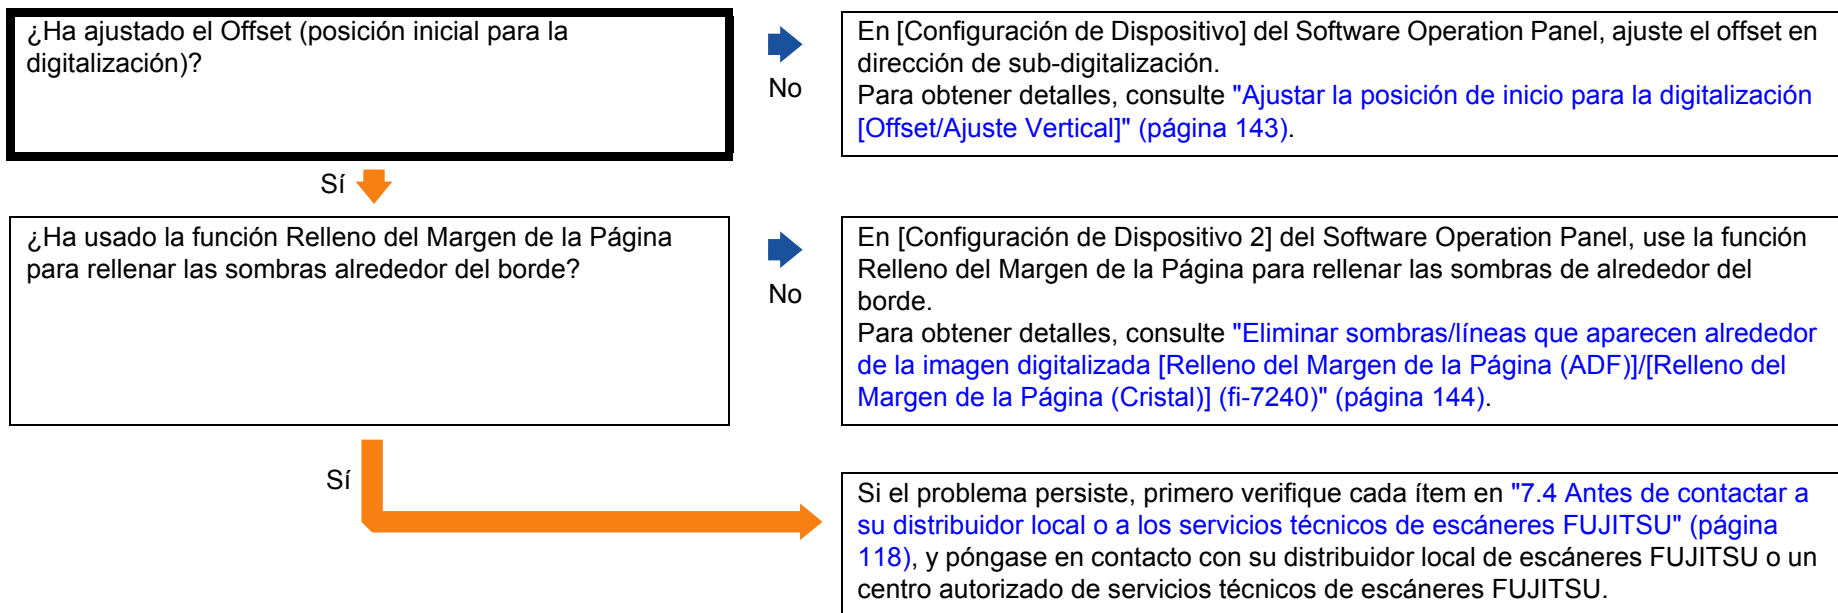 ¿Ha ajustado el Offset (posición inicial para la
digitalización)?
No
En [Configuración de Dispositivo] del Software Operation Panel, ajuste el offset en
dirección de sub-digitalización.
Para obtener detalles, consulte "Ajustar la posición de inicio para la digitalización
[Offset/Ajuste Vertical]" (página 143).
Sí
¿Ha usado la función Relleno del Margen de la Página
para rellenar las sombras alrededor del borde?
No
En [Configuración de Dispositivo 2] del Software Operation Panel, use la función
Relleno del Margen de la Página para rellenar las sombras de alrededor del
borde.
Para obtener detalles, consulte "Eliminar sombras/líneas que aparecen alrededor
de la imagen digitalizada [Relleno del Margen de la Página (ADF)]/[Relleno del
Margen de la Página (Cristal)] (fi-7240)" (página 144).
Sí
Si el problema persiste, primero verifique cada ítem en "7.4 Antes de contactar a
su distribuidor local o a los servicios técnicos de escáneres FUJITSU" (página
118), y póngase en contacto con su distribuidor local de escáneres FUJITSU o un
centro autorizado de servicios técnicos de escáneres FUJITSU.